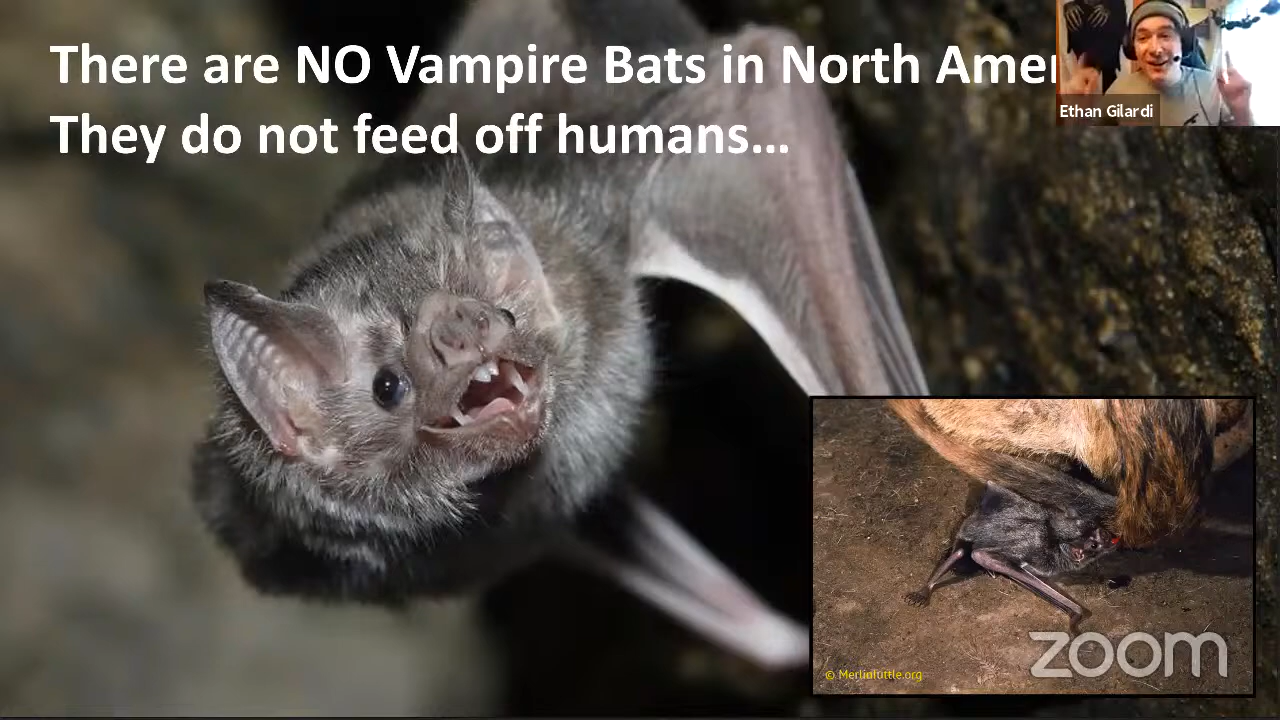 There are NO Vampire Bats in North Amer
They do not feed off humans…
Ethan Gilardi
© Merlintuttle.org
zoom